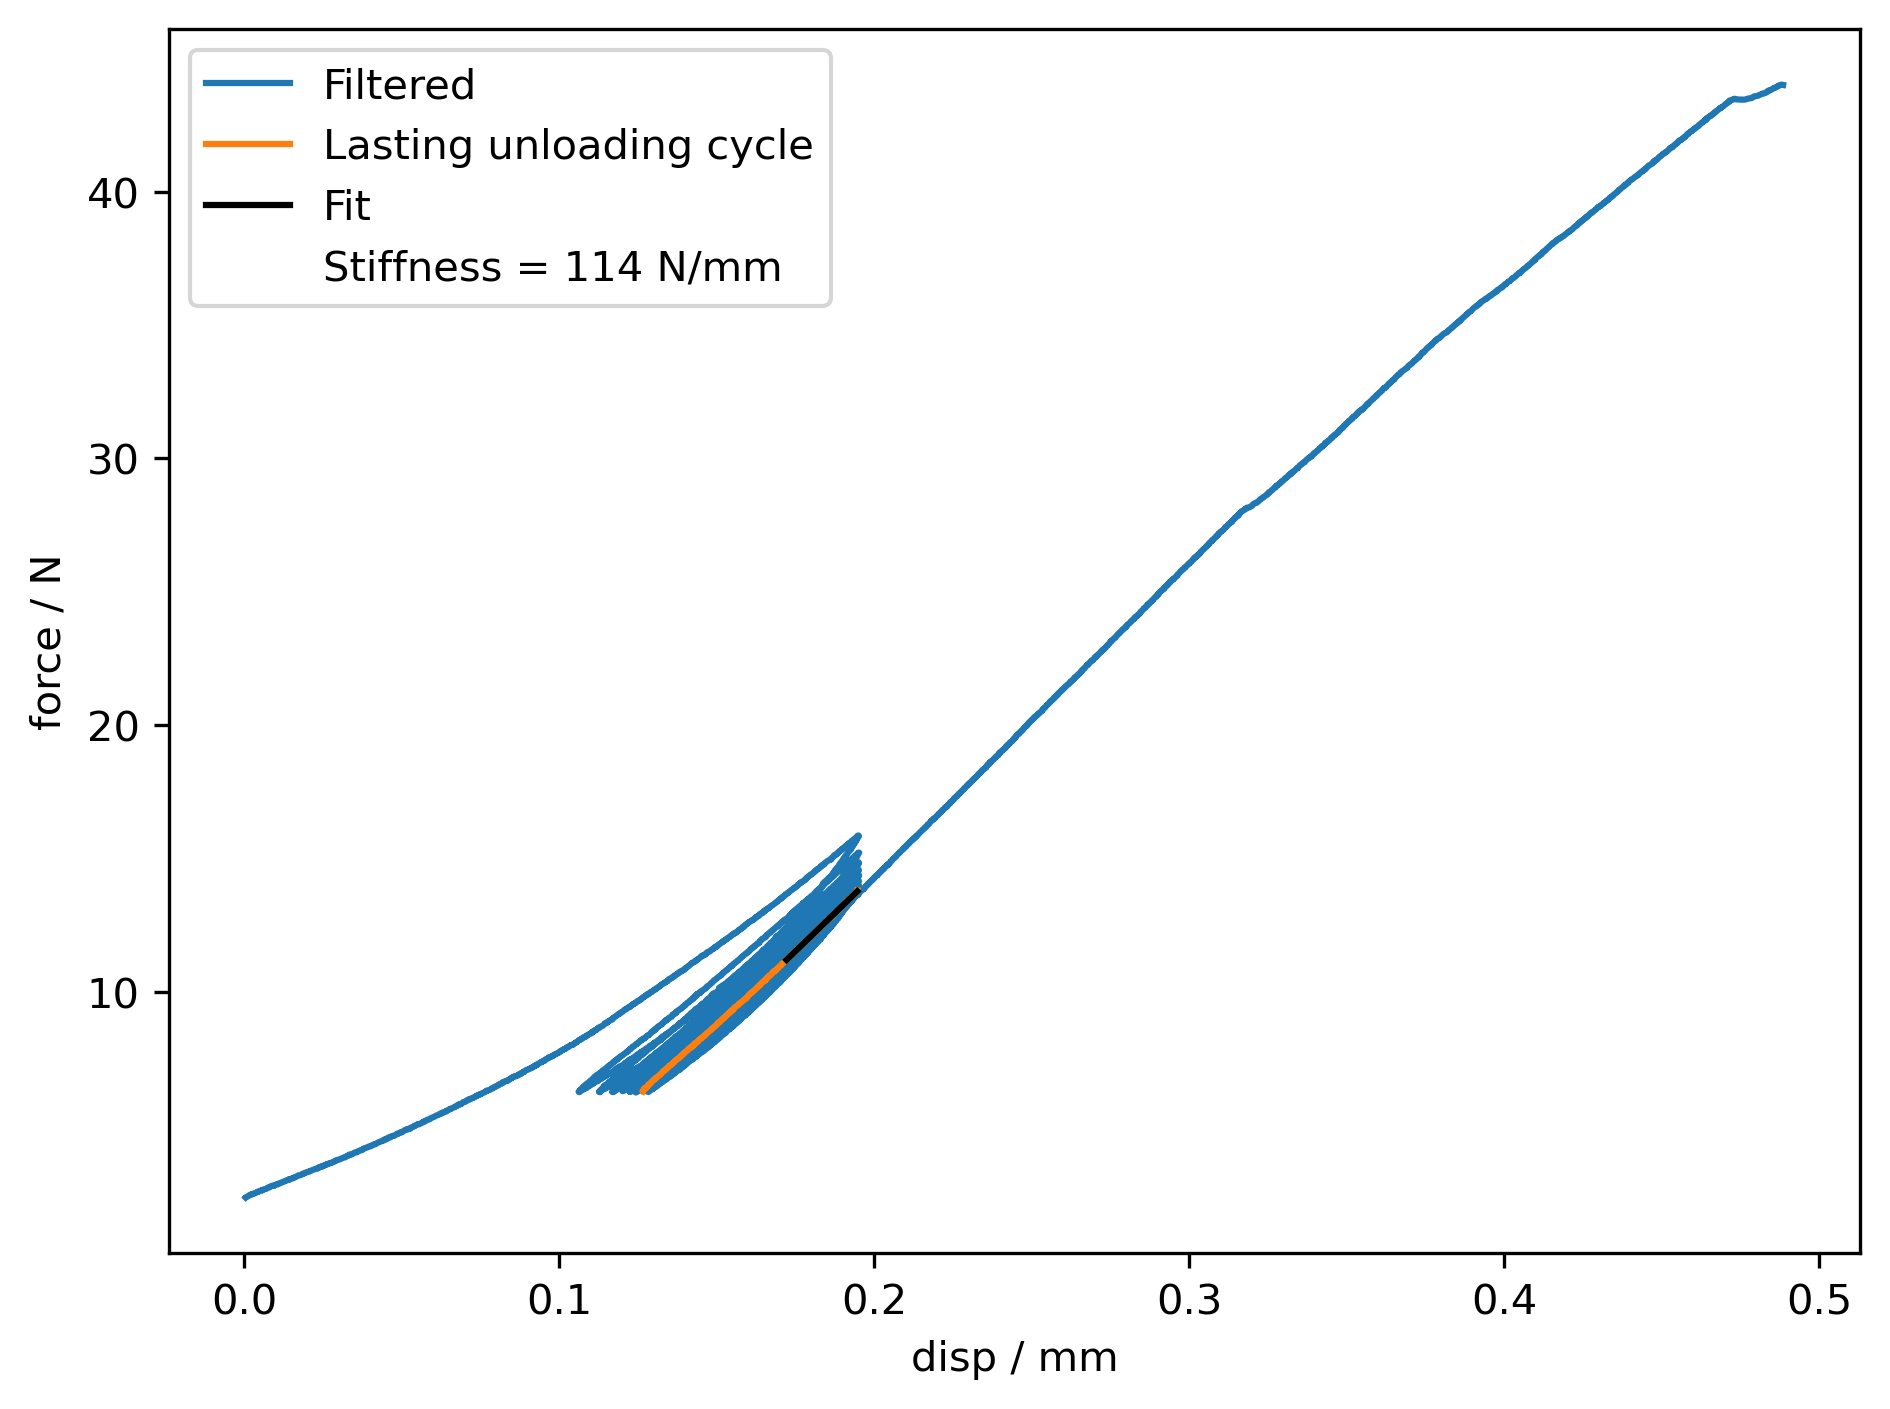 Filtered
Lasting unloading cycle
Fit
Stiffness = 114 N/mm
40
30
20
10
force / N
0.0 0.1 0.2 0.3 0.4 0.5
disp / mm